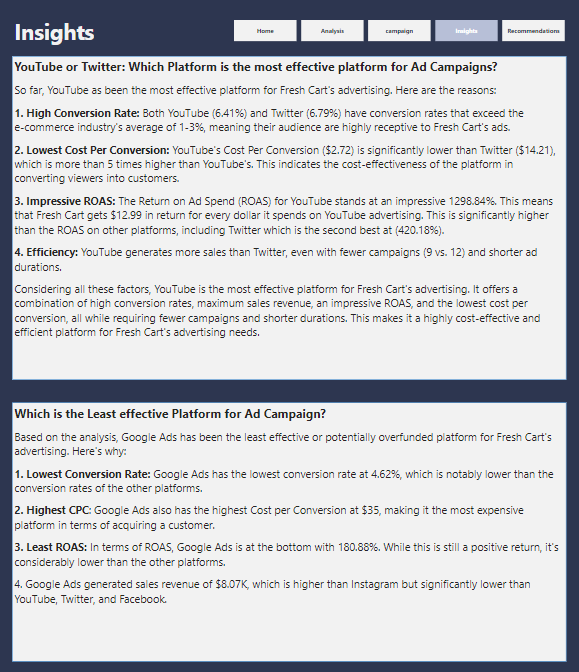 Insights
Home
Analysis
campaign
Insights
Recommendations
YouTube or Twitter: Which Platform is the most effective platform for Ad Campaigns?
So far, YouTube as been the most effective platform for Fresh Cart's advertising. Here are the reasons:
1. High Conversion Rate: Both YouTube (6.41%) and Twitter (6.79%) have conversion rates that exceed the
e-commerce industry's average of 1-3%, meaning their audience are highly receptive to Fresh Cart's ads.
2. Lowest Cost Per Conversion: YouTube's Cost Per Conversion ($2.72) is significantly lower than Twitter ($14.21),
which is more than 5 times higher than YouTube's. This indicates the cost-effectiveness of the platform in
converting viewers into customers.
3. Impressive ROAS: The Return on Ad Spend (ROAS) for YouTube stands at an impressive 1298.84%. This means
that Fresh Cart gets $12.99 in return for every dollar it spends on YouTube advertising. This is significantly higher
than the ROAS on other platforms, including Twitter which is the second best at (420.18%).
4. Efficiency: YouTube generates more sales than Twitter, even with fewer campaigns (9 vs. 12) and shorter ad
durations.
Considering all these factors, YouTube is the most effective platform for Fresh Cart's advertising. It offers a
combination of high conversion rates, maximum sales revenue, an impressive ROAS, and the lowest cost per
conversion, all while requiring fewer campaigns and shorter durations. This makes it a highly cost-effective and
efficient platform for Fresh Cart's advertising needs.
Which is the Least effective Platform for Ad Campaign?
Based on the analysis, Google Ads has been the least effective or potentially overfunded platform for Fresh Cart's
advertising. Here's why:
1. Lowest Conversion Rate: Google Ads has the lowest conversion rate at 4.62%, which is notably lower than the
conversion rates of the other platforms.
2. Highest CPC: Google Ads also has the highest Cost per Conversion at $35, making it the most expensive
platform in terms of acquiring a customer.
3. Least ROAS: In terms of ROAS, Google Ads is at the bottom with 180.88%. While this is still a positive return, it's
considerably lower than the other platforms.
4. Google Ads generated sales revenue of $8.07K, which is higher than Instagram but significantly lower than
YouTube, Twitter, and Facebook.